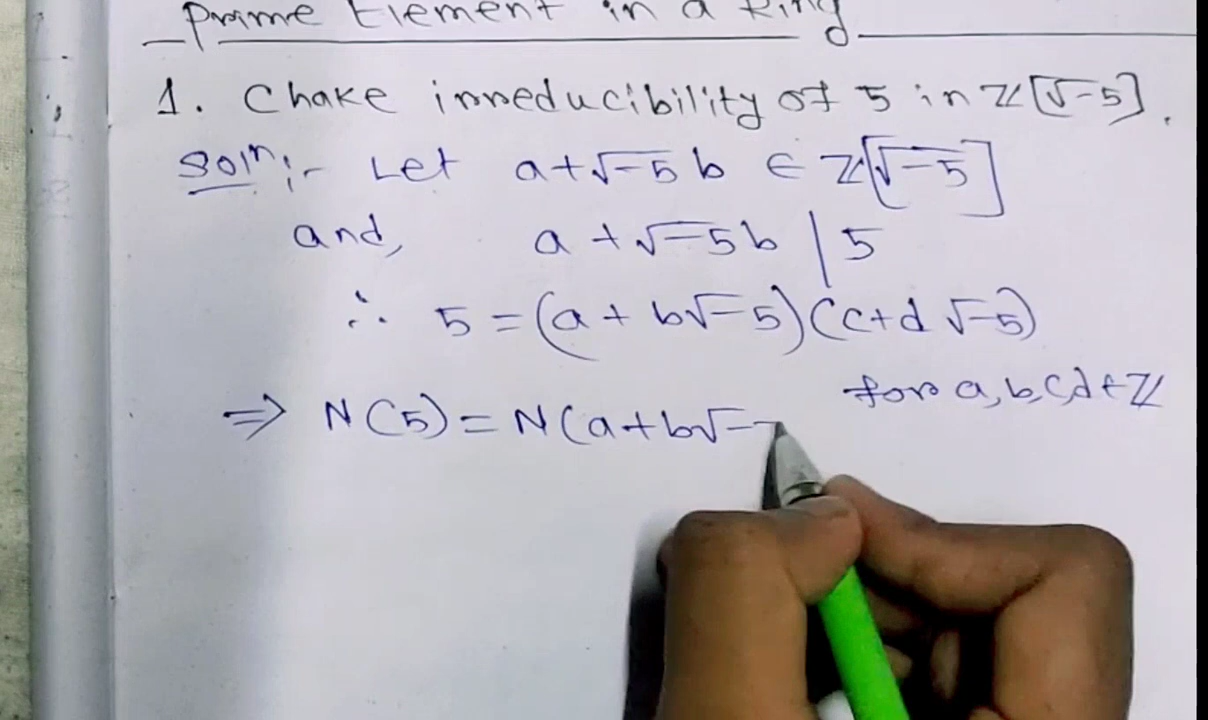 Prime Element in a Ring
1. Chake irreducibility of 5 in ℤ[√-5].
Solⁿ:- Let a+√-5 b ∈ ℤ[√-5]
and, a+√-5b | 5
∴ 5 = (a + b√-5)(c+d√-5)
for a,b,c,d ∈ ℤ
⇒ N(5) = N(a+b√-